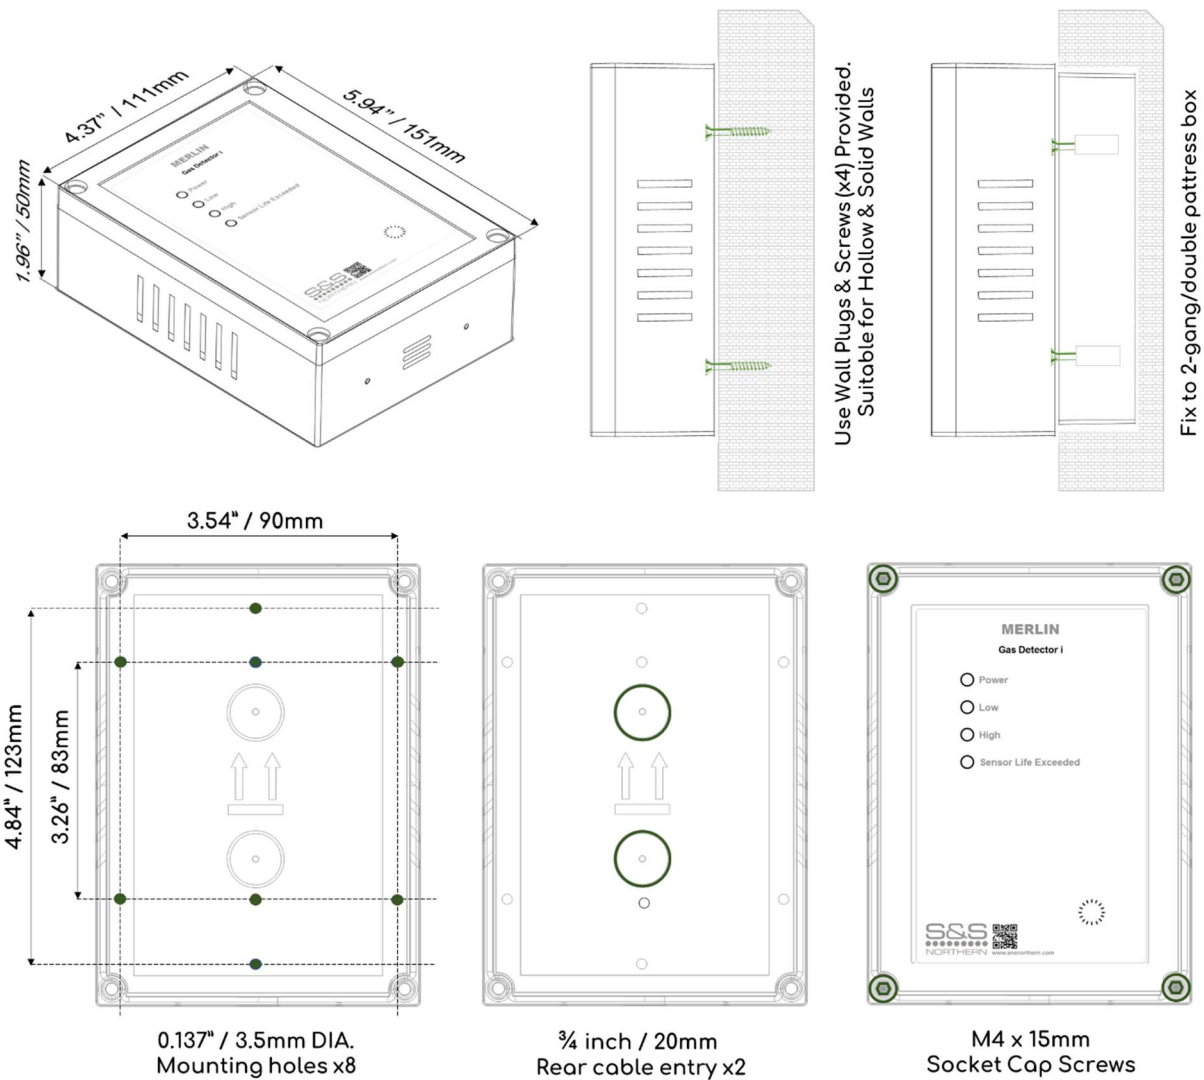 4.37" / 111mm
5.94" / 151mm
1.96" / 50mm
MERLIN
Gas Detector i
Power
Low
High
Sensor Life Exceeded
S&S
NORTHERN
Use Wall Plugs & Screws (x4) Provided.
Suitable for Hollow & Solid Walls
Fix to 2-gang/double pattress box
3.54" / 90mm
4.84" / 123mm
3.26" / 83mm
0.137" / 3.5mm DIA.
Mounting holes x8
¾ inch / 20mm
Rear cable entry x2
MERLIN
Gas Detector i
Power
Low
High
Sensor Life Exceeded
S&S
NORTHERN www.snsnorthern.com
M4 x 15mm
Socket Cap Screws